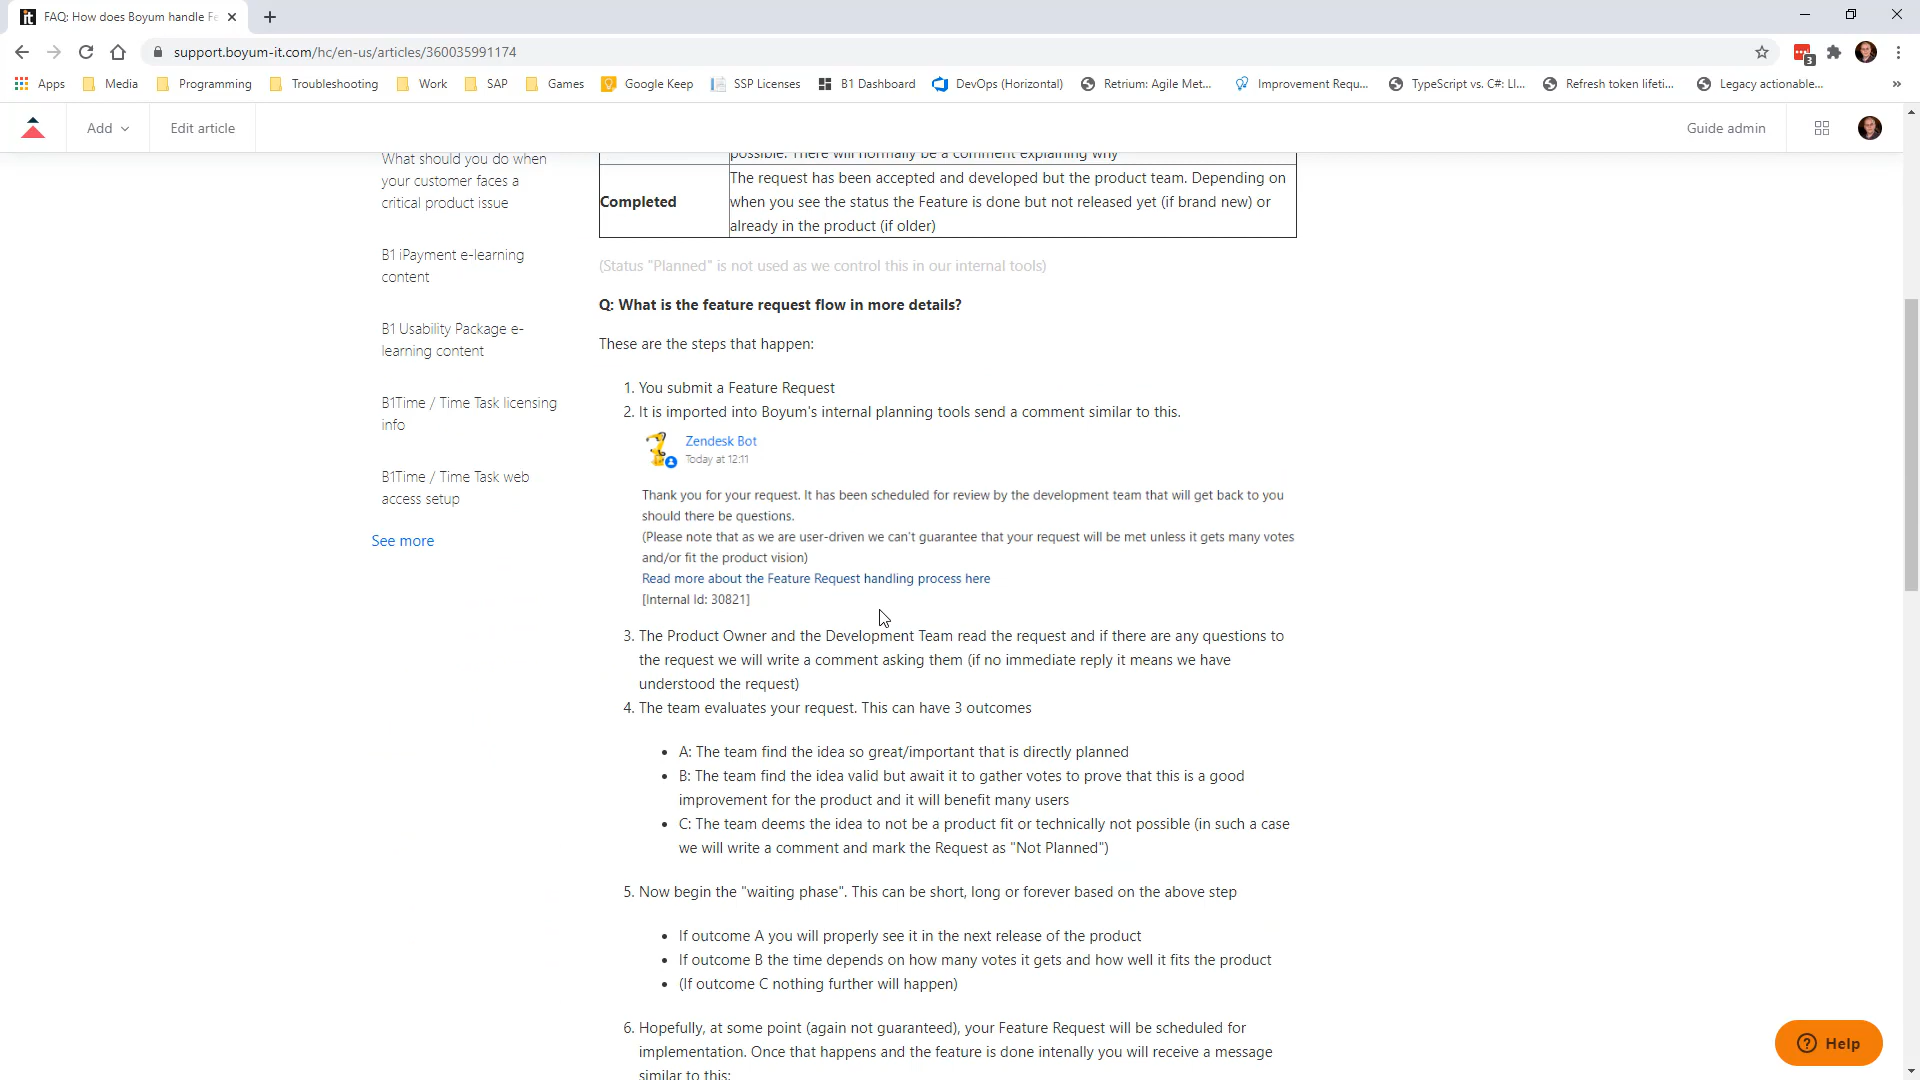 FAQ: How does Boyum handle Fe
support.boyum-it.com/hc/en-us/articles/360035991174
3
Apps
Media
Programming
Troubleshooting
Work
SAP
Games
Google Keep
SSP Licenses
B1 Dashboard
DevOps (Horizontal)
Retrium: Agile Met...
Improvement Requ...
TypeScript vs. C#: LI...
Refresh token lifeti...
Legacy actionable...
»
Add
Edit article
Guide admin
What should you do when
your customer faces a
critical product issue
B1 iPayment e-learning
content
B1 Usability Package e-
learning content
B1Time / Time Task licensing
info
B1Time / Time Task web
access setup
See more
possible. There will normally be a comment explaining why
Completed
The request has been accepted and developed but the product team. Depending on
when you see the status the Feature is done but not released yet (if brand new) or
already in the product (if older)
(Status "Planned" is not used as we control this in our internal tools)
Q: What is the feature request flow in more details?
These are the steps that happen:
1. You submit a Feature Request
2. It is imported into Boyum's internal planning tools send a comment similar to this.
Zendesk Bot
Today at 12:11
Thank you for your request. It has been scheduled for review by the development team that will get back to you
should there be questions.
(Please note that as we are user-driven we can't guarantee that your request will be met unless it gets many votes
and/or fit the product vision)
Read more about the Feature Request handling process here
[Internal Id: 30821]
3. The Product Owner and the Development Team read the request and if there are any questions to
the request we will write a comment asking them (if no immediate reply it means we have
understood the request)
4. The team evaluates your request. This can have 3 outcomes
• A: The team find the idea so great/important that is directly planned
• B: The team find the idea valid but await it to gather votes to prove that this is a good
improvement for the product and it will benefit many users
• C: The team deems the idea to not be a product fit or technically not possible (in such a case
we will write a comment and mark the Request as "Not Planned")
5. Now begin the "waiting phase". This can be short, long or forever based on the above step
• If outcome A you will properly see it in the next release of the product
• If outcome B the time depends on how many votes it gets and how well it fits the product
• (If outcome C nothing further will happen)
6. Hopefully, at some point (again not guaranteed), your Feature Request will be scheduled for
implementation. Once that happens and the feature is done intenally you will receive a message
similar to this:
Help